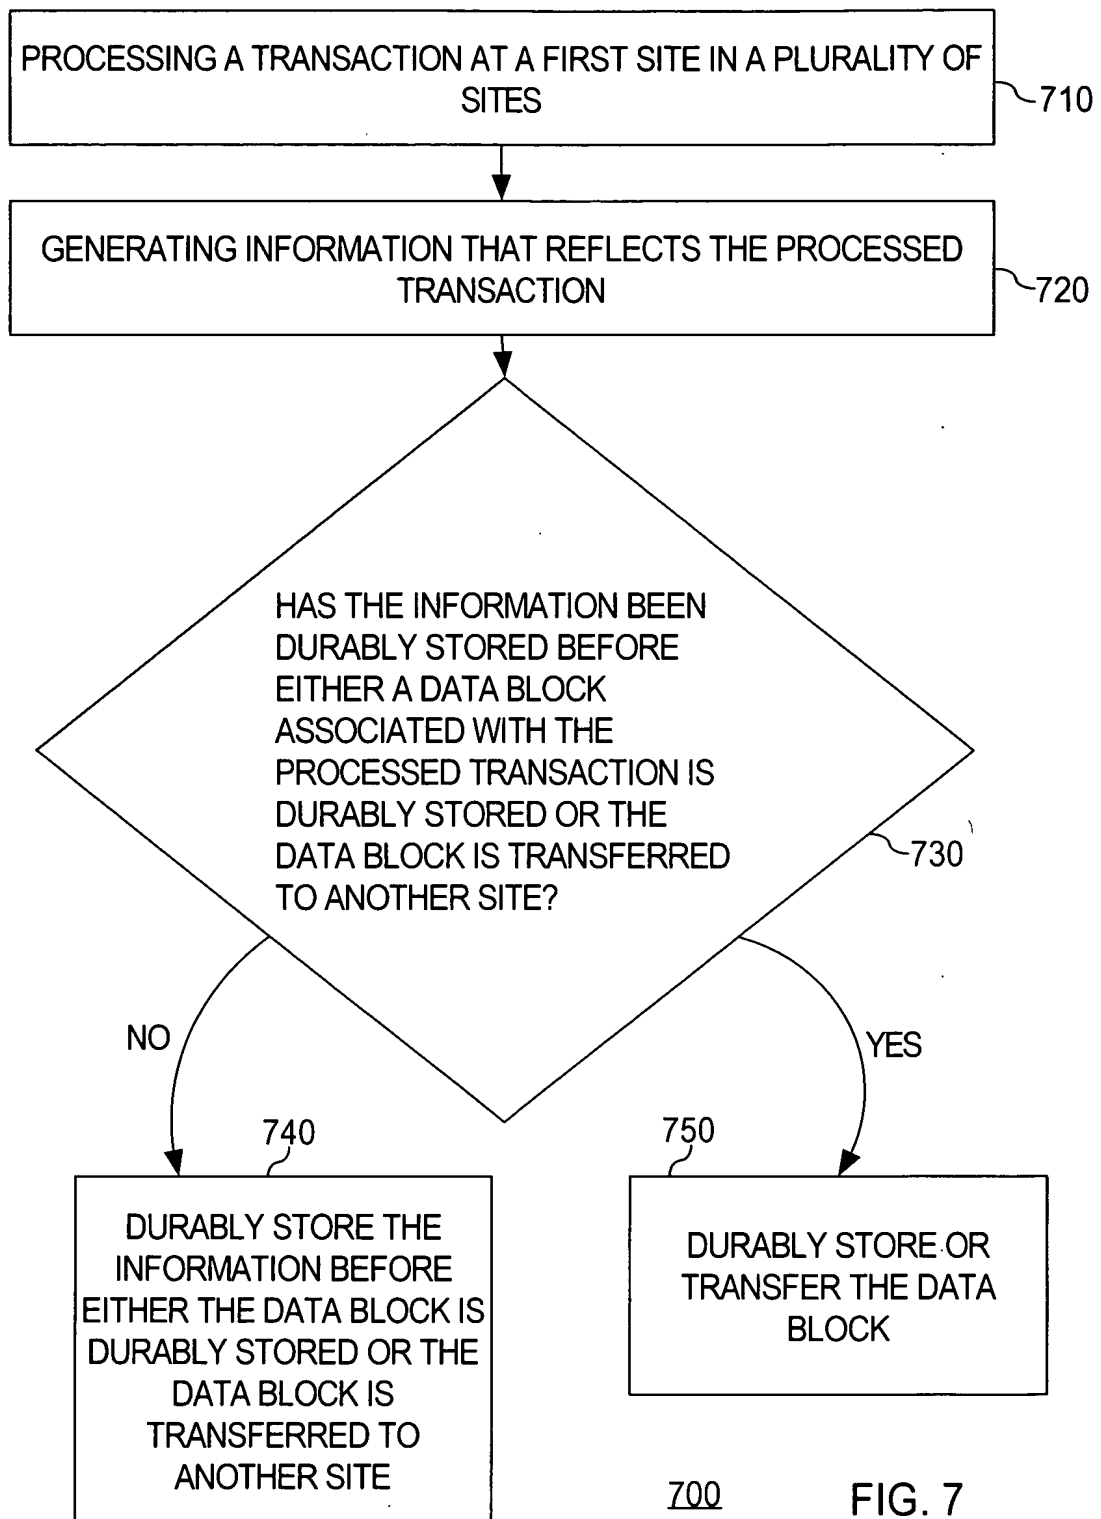 PROCESSING A TRANSACTION AT A FIRST SITE IN A PLURALITY OF
SITES
710
GENERATING INFORMATION THAT REFLECTS THE PROCESSED
TRANSACTION
720
HAS THE INFORMATION BEEN
DURABLY STORED BEFORE
EITHER A DATA BLOCK
ASSOCIATED WITH THE
PROCESSED TRANSACTION IS
DURABLY STORED OR THE
DATA BLOCK IS TRANSFERRED
TO ANOTHER SITE?
730
NO
YES
740
750
DURABLY STORE THE
INFORMATION BEFORE
EITHER THE DATA BLOCK IS
DURABLY STORED OR THE
DATA BLOCK IS
TRANSFERRED TO
ANOTHER SITE
DURABLY STORE OR
TRANSFER THE DATA
BLOCK
700
FIG. 7